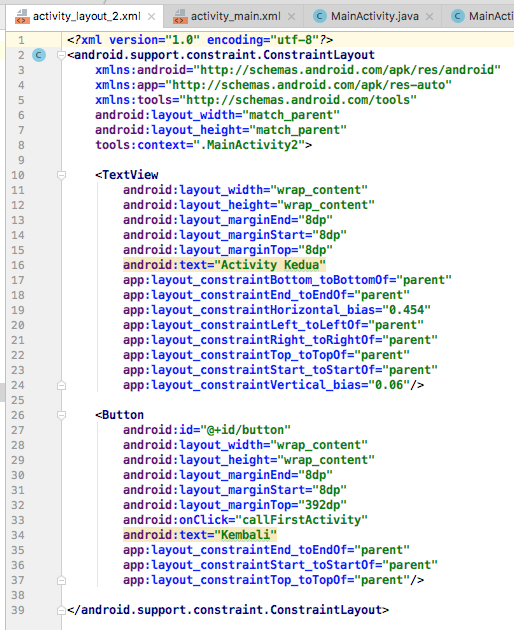 activity_layout_2.xml × activity_main.xml × MainActivity.java × MainActi
1 <?xml version="1.0" encoding="utf-8"?>
2 C <android.support.constraint.ConstraintLayout
3 xmlns:android="http://schemas.android.com/apk/res/android"
4 xmlns:app="http://schemas.android.com/apk/res-auto"
5 xmlns:tools="http://schemas.android.com/tools"
6 android:layout_width="match_parent"
7 android:layout_height="match_parent"
8 tools:context=".MainActivity2">
9
10 <TextView
11 android:layout_width="wrap_content"
12 android:layout_height="wrap_content"
13 android:layout_marginEnd="8dp"
14 android:layout_marginStart="8dp"
15 android:layout_marginTop="8dp"
16 android:text="Activity Kedua"
17 app:layout_constraintBottom_toBottomOf="parent"
18 app:layout_constraintEnd_toEndOf="parent"
19 app:layout_constraintHorizontal_bias="0.454"
20 app:layout_constraintLeft_toLeftOf="parent"
21 app:layout_constraintRight_toRightOf="parent"
22 app:layout_constraintTop_toTopOf="parent"
23 app:layout_constraintStart_toStartOf="parent"
24 app:layout_constraintVertical_bias="0.06"/>
25
26 <Button
27 android:id="@+id/button"
28 android:layout_width="wrap_content"
29 android:layout_height="wrap_content"
30 android:layout_marginEnd="8dp"
31 android:layout_marginStart="8dp"
32 android:layout_marginTop="392dp"
33 android:onClick="callFirstActivity"
34 android:text="Kembali"
35 app:layout_constraintEnd_toEndOf="parent"
36 app:layout_constraintStart_toStartOf="parent"
37 app:layout_constraintTop_toTopOf="parent"/>
38
39 </android.support.constraint.ConstraintLayout>